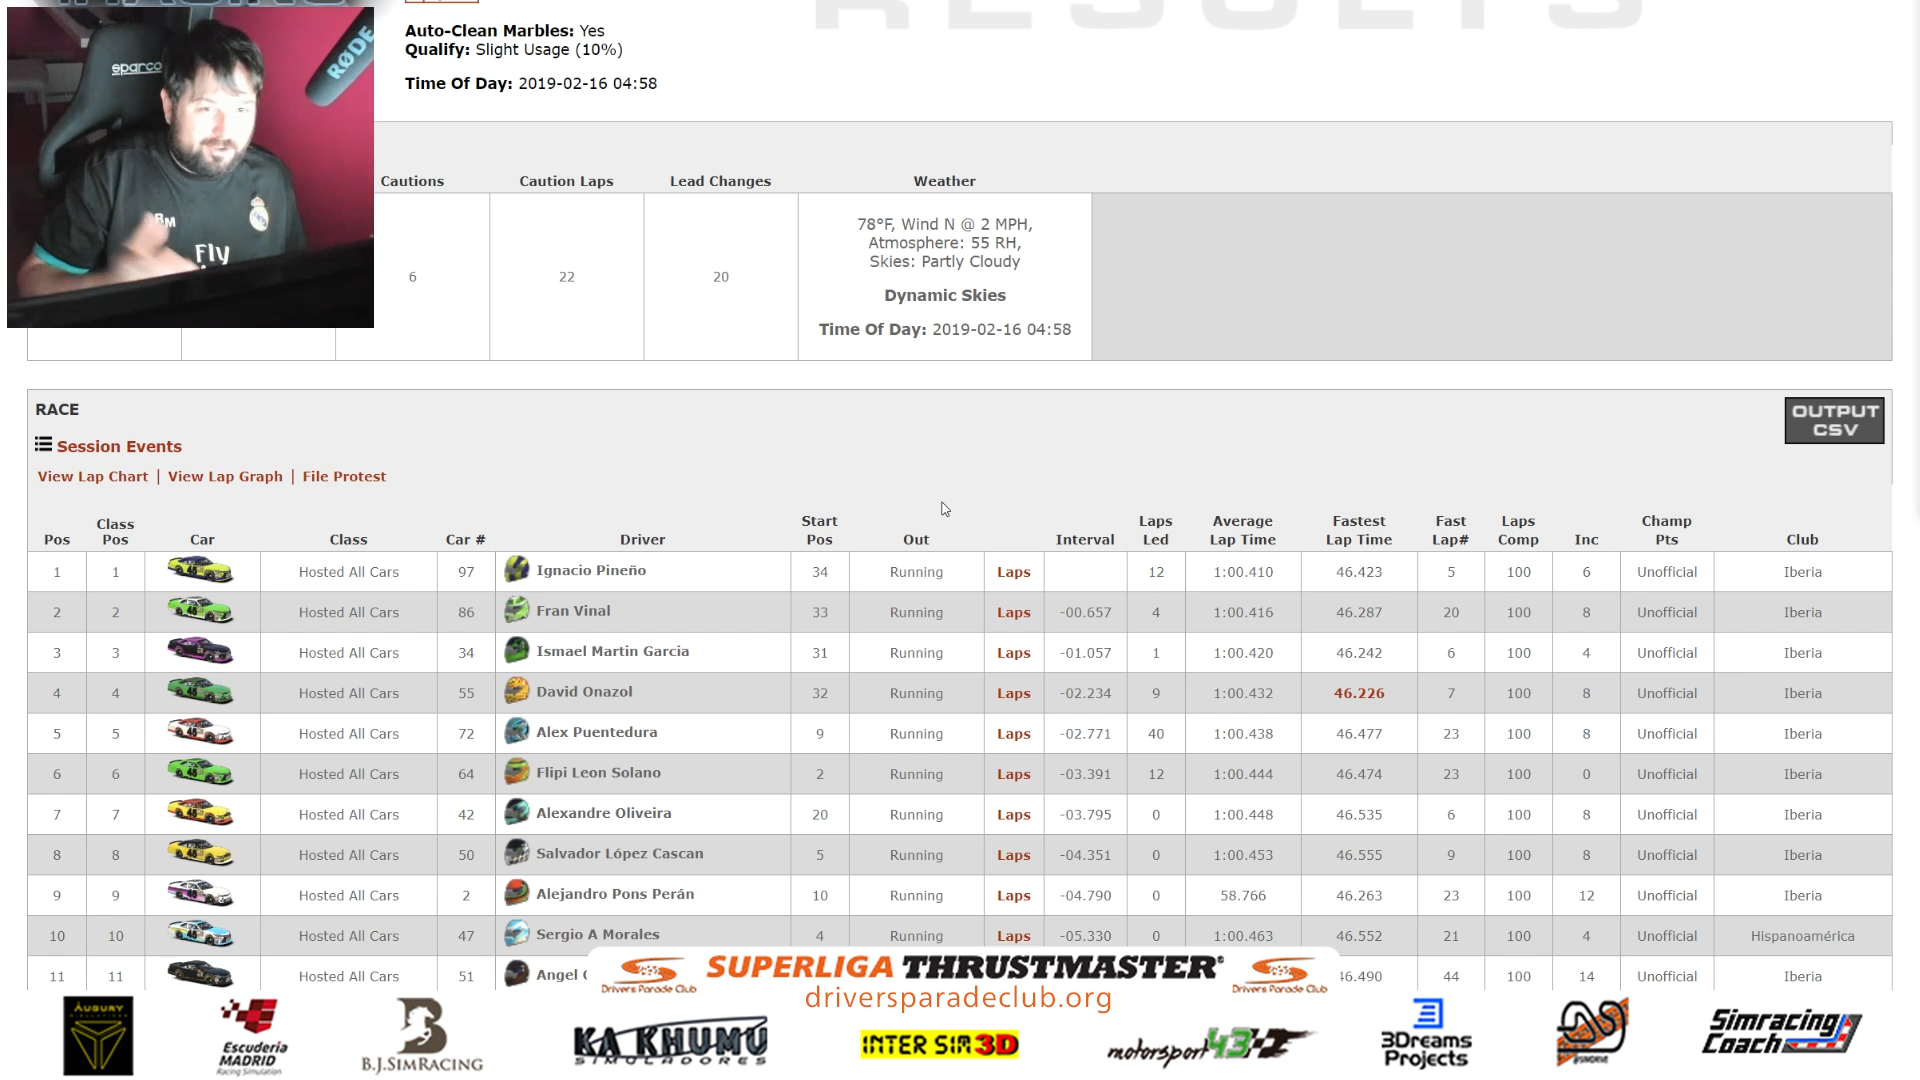 RESULTS
Auto-Clean Marbles: Yes
Qualify: Slight Usage (10%)
Time Of Day: 2019-02-16 04:58
sparco
RØDE
Fly
Cautions Caution Laps Lead Changes Weather
6 22 20
78°F, Wind N @ 2 MPH,
Atmosphere: 55 RH,
Skies: Partly Cloudy
Dynamic Skies
Time Of Day: 2019-02-16 04:58
RACE
OUTPUT CSV
Session Events
View Lap Chart | View Lap Graph | File Protest
Pos Class Pos Car Class Car # Driver Start Pos Out Interval Laps Led Average Lap Time Fastest Lap Time Fast Lap# Laps Comp Inc Champ Pts Club
1 1 Hosted All Cars 97 Ignacio Pineño 34 Running Laps 12 1:00.410 46.423 5 100 6 Unofficial Iberia
2 2 Hosted All Cars 86 Fran Vinal 33 Running Laps -00.657 4 1:00.416 46.287 20 100 8 Unofficial Iberia
3 3 Hosted All Cars 34 Ismael Martin Garcia 31 Running Laps -01.057 1 1:00.420 46.242 6 100 4 Unofficial Iberia
4 4 Hosted All Cars 55 David Onazol 32 Running Laps -02.234 9 1:00.432 46.226 7 100 8 Unofficial Iberia
5 5 Hosted All Cars 72 Alex Puentedura 9 Running Laps -02.771 40 1:00.438 46.477 23 100 8 Unofficial Iberia
6 6 Hosted All Cars 64 Flipi Leon Solano 2 Running Laps -03.391 12 1:00.444 46.474 23 100 0 Unofficial Iberia
7 7 Hosted All Cars 42 Alexandre Oliveira 20 Running Laps -03.795 0 1:00.448 46.535 6 100 8 Unofficial Iberia
8 8 Hosted All Cars 50 Salvador López Cascan 5 Running Laps -04.351 0 1:00.453 46.555 9 100 8 Unofficial Iberia
9 9 Hosted All Cars 2 Alejandro Pons Perán 10 Running Laps -04.790 0 58.766 46.263 23 100 12 Unofficial Iberia
10 10 Hosted All Cars 47 Sergio A Morales 4 Running Laps -05.330 0 1:00.463 46.552 21 100 4 Unofficial Hispanoamérica
11 11 Hosted All Cars 51 Angel 46.490 44 100 14 Unofficial Iberia
Drivers Parade Club SUPERLIGA THRUSTMASTER Drivers Parade Club
driversparadeclub.org
AUGURY
Escuderia MADRID Racing Simulation
B.J.SIMRACING
KA KHUMU SIMULADORES
INTER SIM 3D
motorsport 43
3Dreams Projects
Simracing Coach